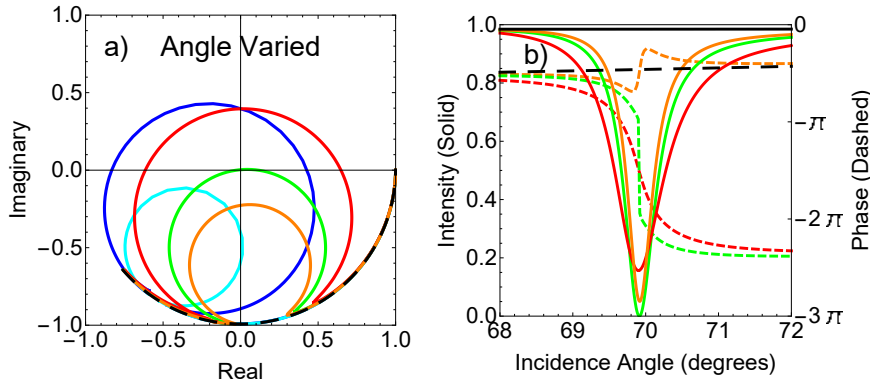 a) Angle Varied
1.0
0.5
0.0
−0.5
−1.0
Imaginary
−1.0
−0.5
0.0
0.5
1.0
Real
b)
1.0
0.8
0.6
0.4
0.2
0.0
Intensity (Solid)
0
−π
−2 π
−3 π
Phase (Dashed)
68
69
70
71
72
Incidence Angle (degrees)